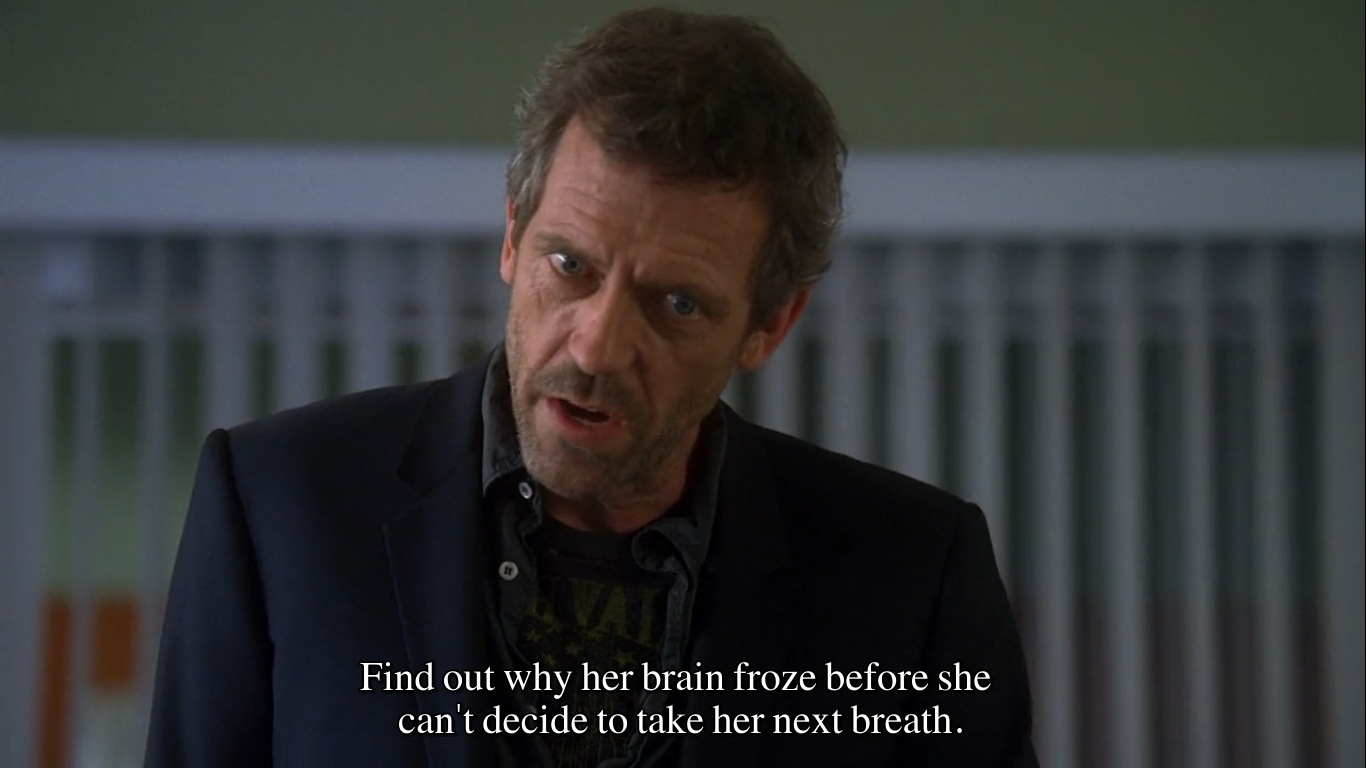 Find out why her brain froze before she
can't decide to take her next breath.